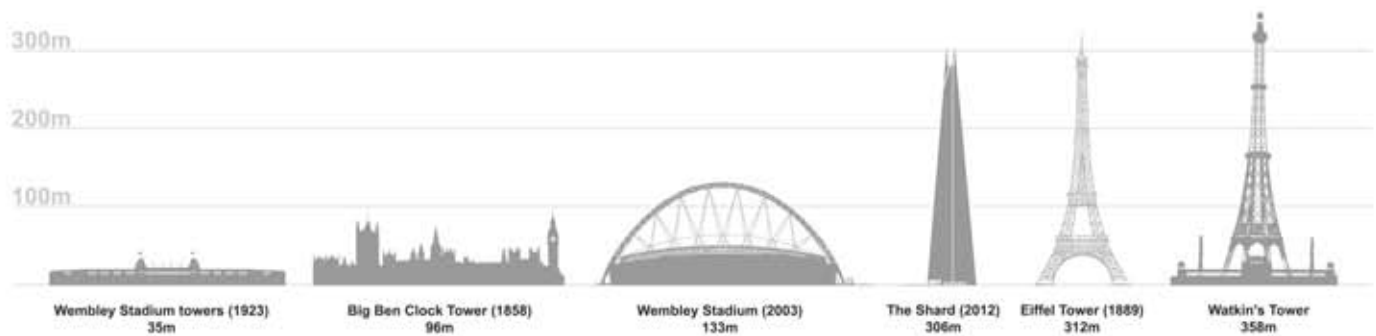 300m
200m
100m
Wembley Stadium towers (1923)
35m
Big Ben Clock Tower (1858)
96m
Wembley Stadium (2003)
133m
The Shard (2012)
306m
Eiffel Tower (1889)
312m
Watkin's Tower
358m